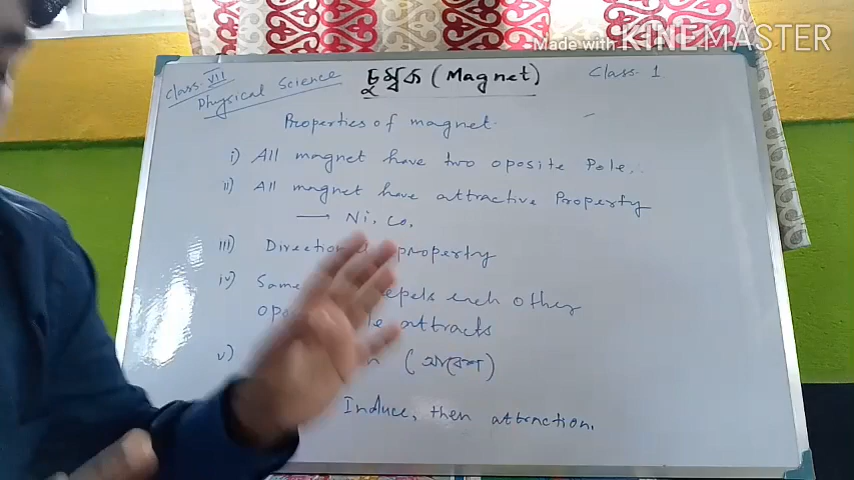 Made with KINEMASTER
Class-VII
Physical Science
চুম্বক (Magnet)
Class-1
Properties of magnet.
i) All magnet have two oposite Pole.
ii) All magnet have attractive Property
→ Ni, Co,
iii) Directional property
iv) Same repels each other
attracts
v) (আবেশ)
Induce, then attraction.